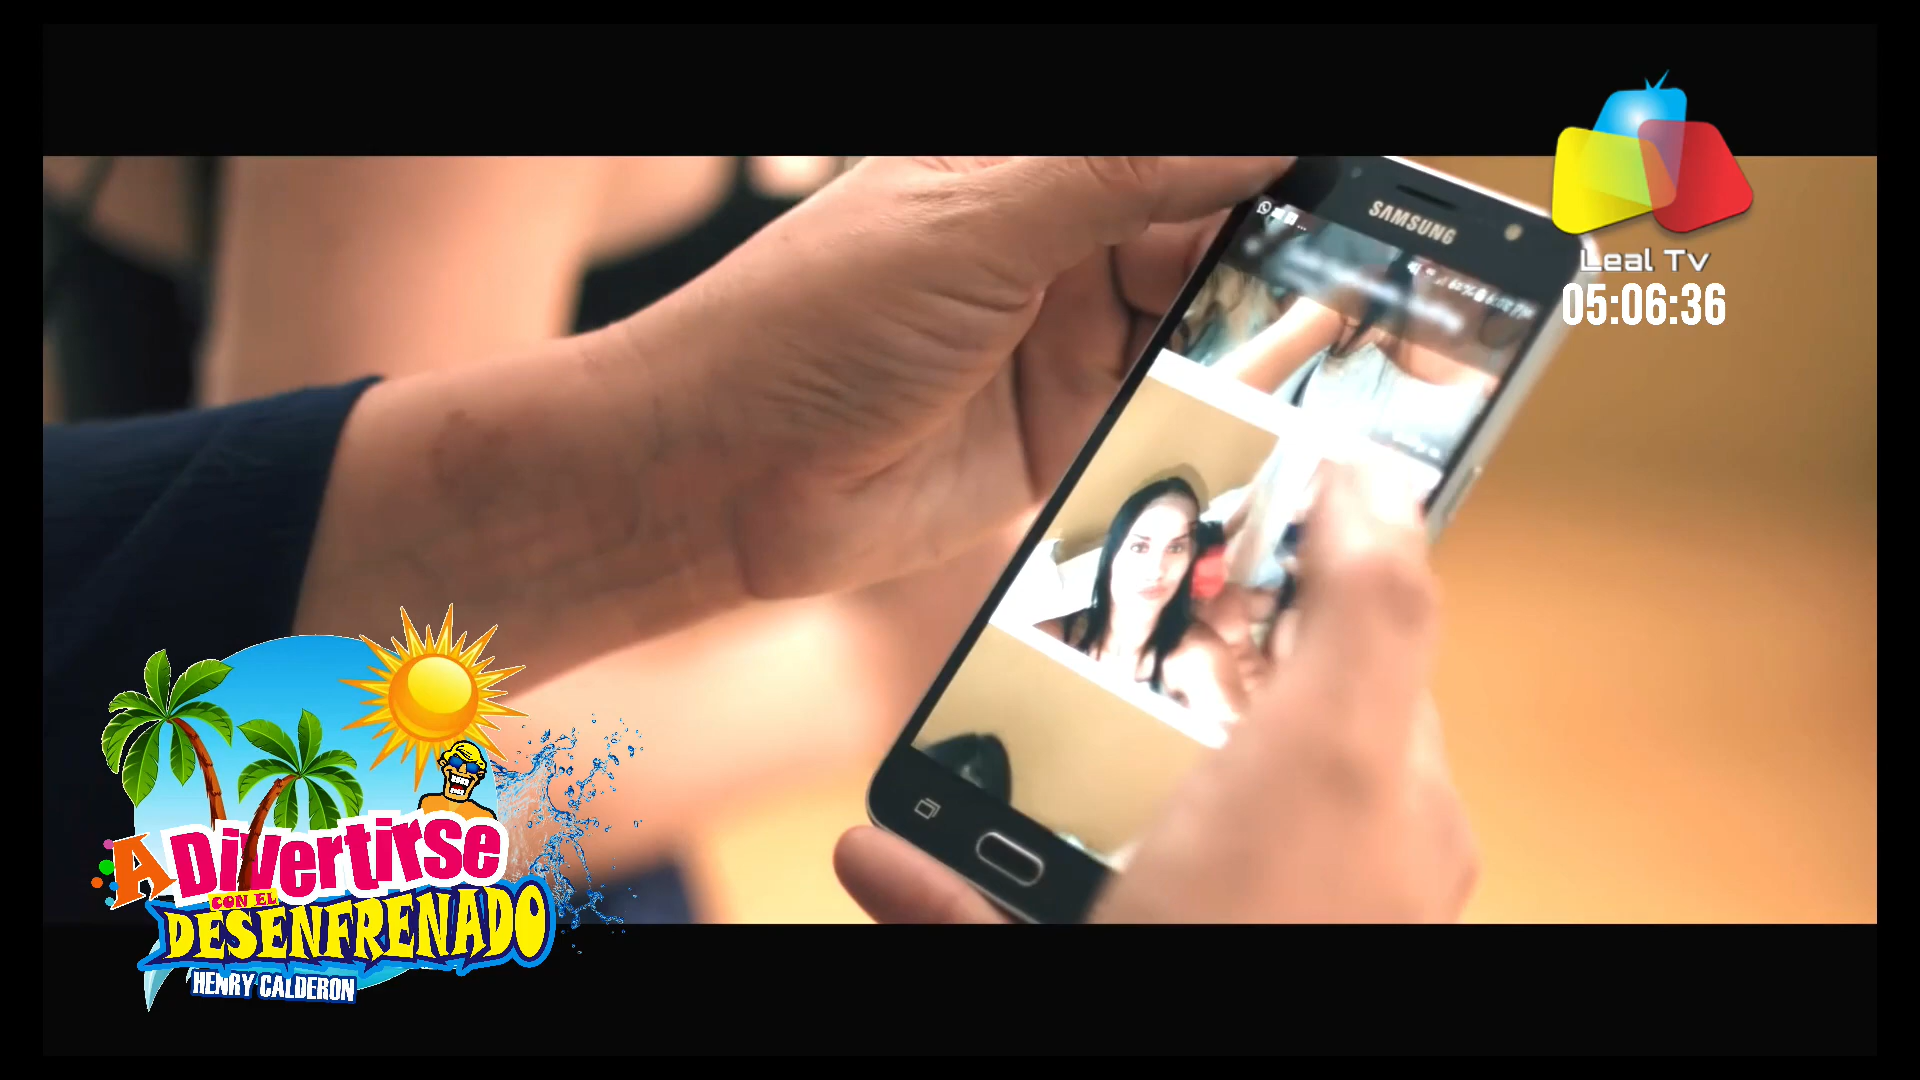 SAMSUNG
Leal Tv
05:06:36
A DiVertirse
CON EL
DESENFRENADO
HENRY CALDERON